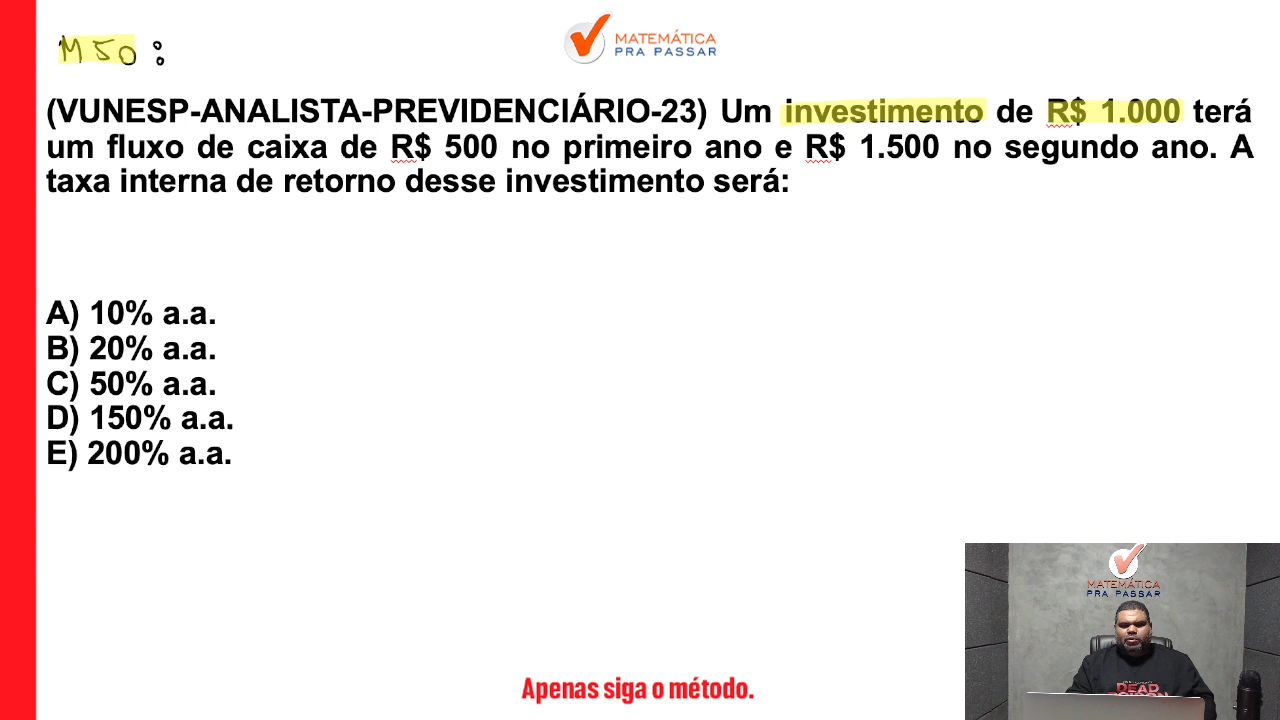 M50:
MATEMÁTICA
PRA PASSAR
(VUNESP-ANALISTA-PREVIDENCIÁRIO-23) Um investimento de R$ 1.000 terá
um fluxo de caixa de R$ 500 no primeiro ano e R$ 1.500 no segundo ano. A
taxa interna de retorno desse investimento será:
A) 10% a.a.
B) 20% a.a.
C) 50% a.a.
D) 150% a.a.
E) 200% a.a.
MATEMÁTICA
PRA PASSAR
DEAD
Apenas siga o método.